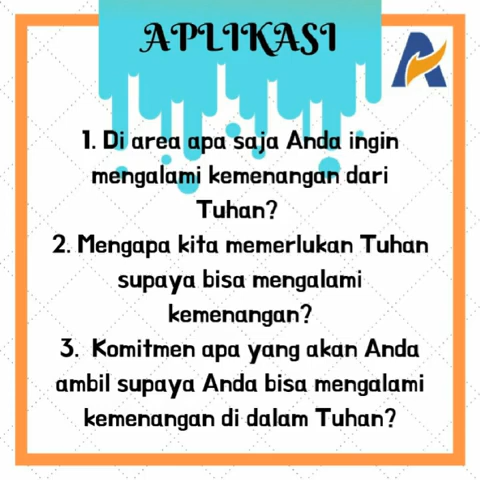 APLIKASI
1. Di area apa saja Anda ingin
mengalami kemenangan dari
Tuhan?
2. Mengapa kita memerlukan Tuhan
supaya bisa mengalami
kemenangan?
3. Komitmen apa yang akan Anda
ambil supaya Anda bisa mengalami
kemenangan di dalam Tuhan?